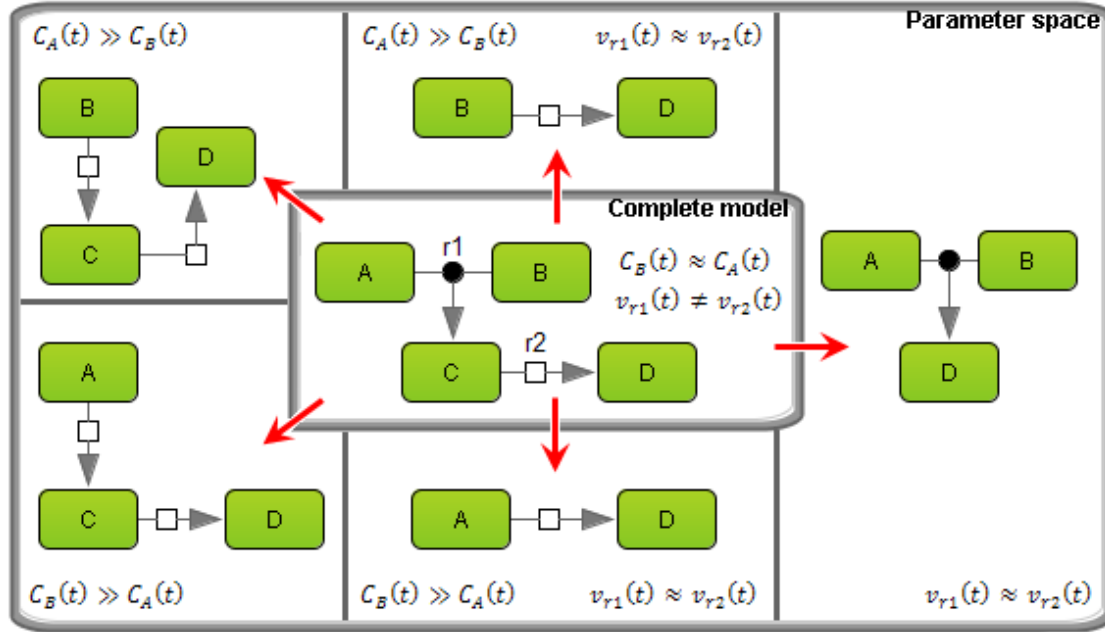 Parameter space
C_A(t) ≫ C_B(t)
B
D
C
C_A(t) ≫ C_B(t) v_r1(t) ≈ v_r2(t)
B D
Complete model
r1
A B
C_B(t) ≈ C_A(t)
v_r1(t) ≠ v_r2(t)
r2
C D
A B
D
v_r1(t) ≈ v_r2(t)
A
C D
C_B(t) ≫ C_A(t)
A D
C_B(t) ≫ C_A(t) v_r1(t) ≈ v_r2(t)